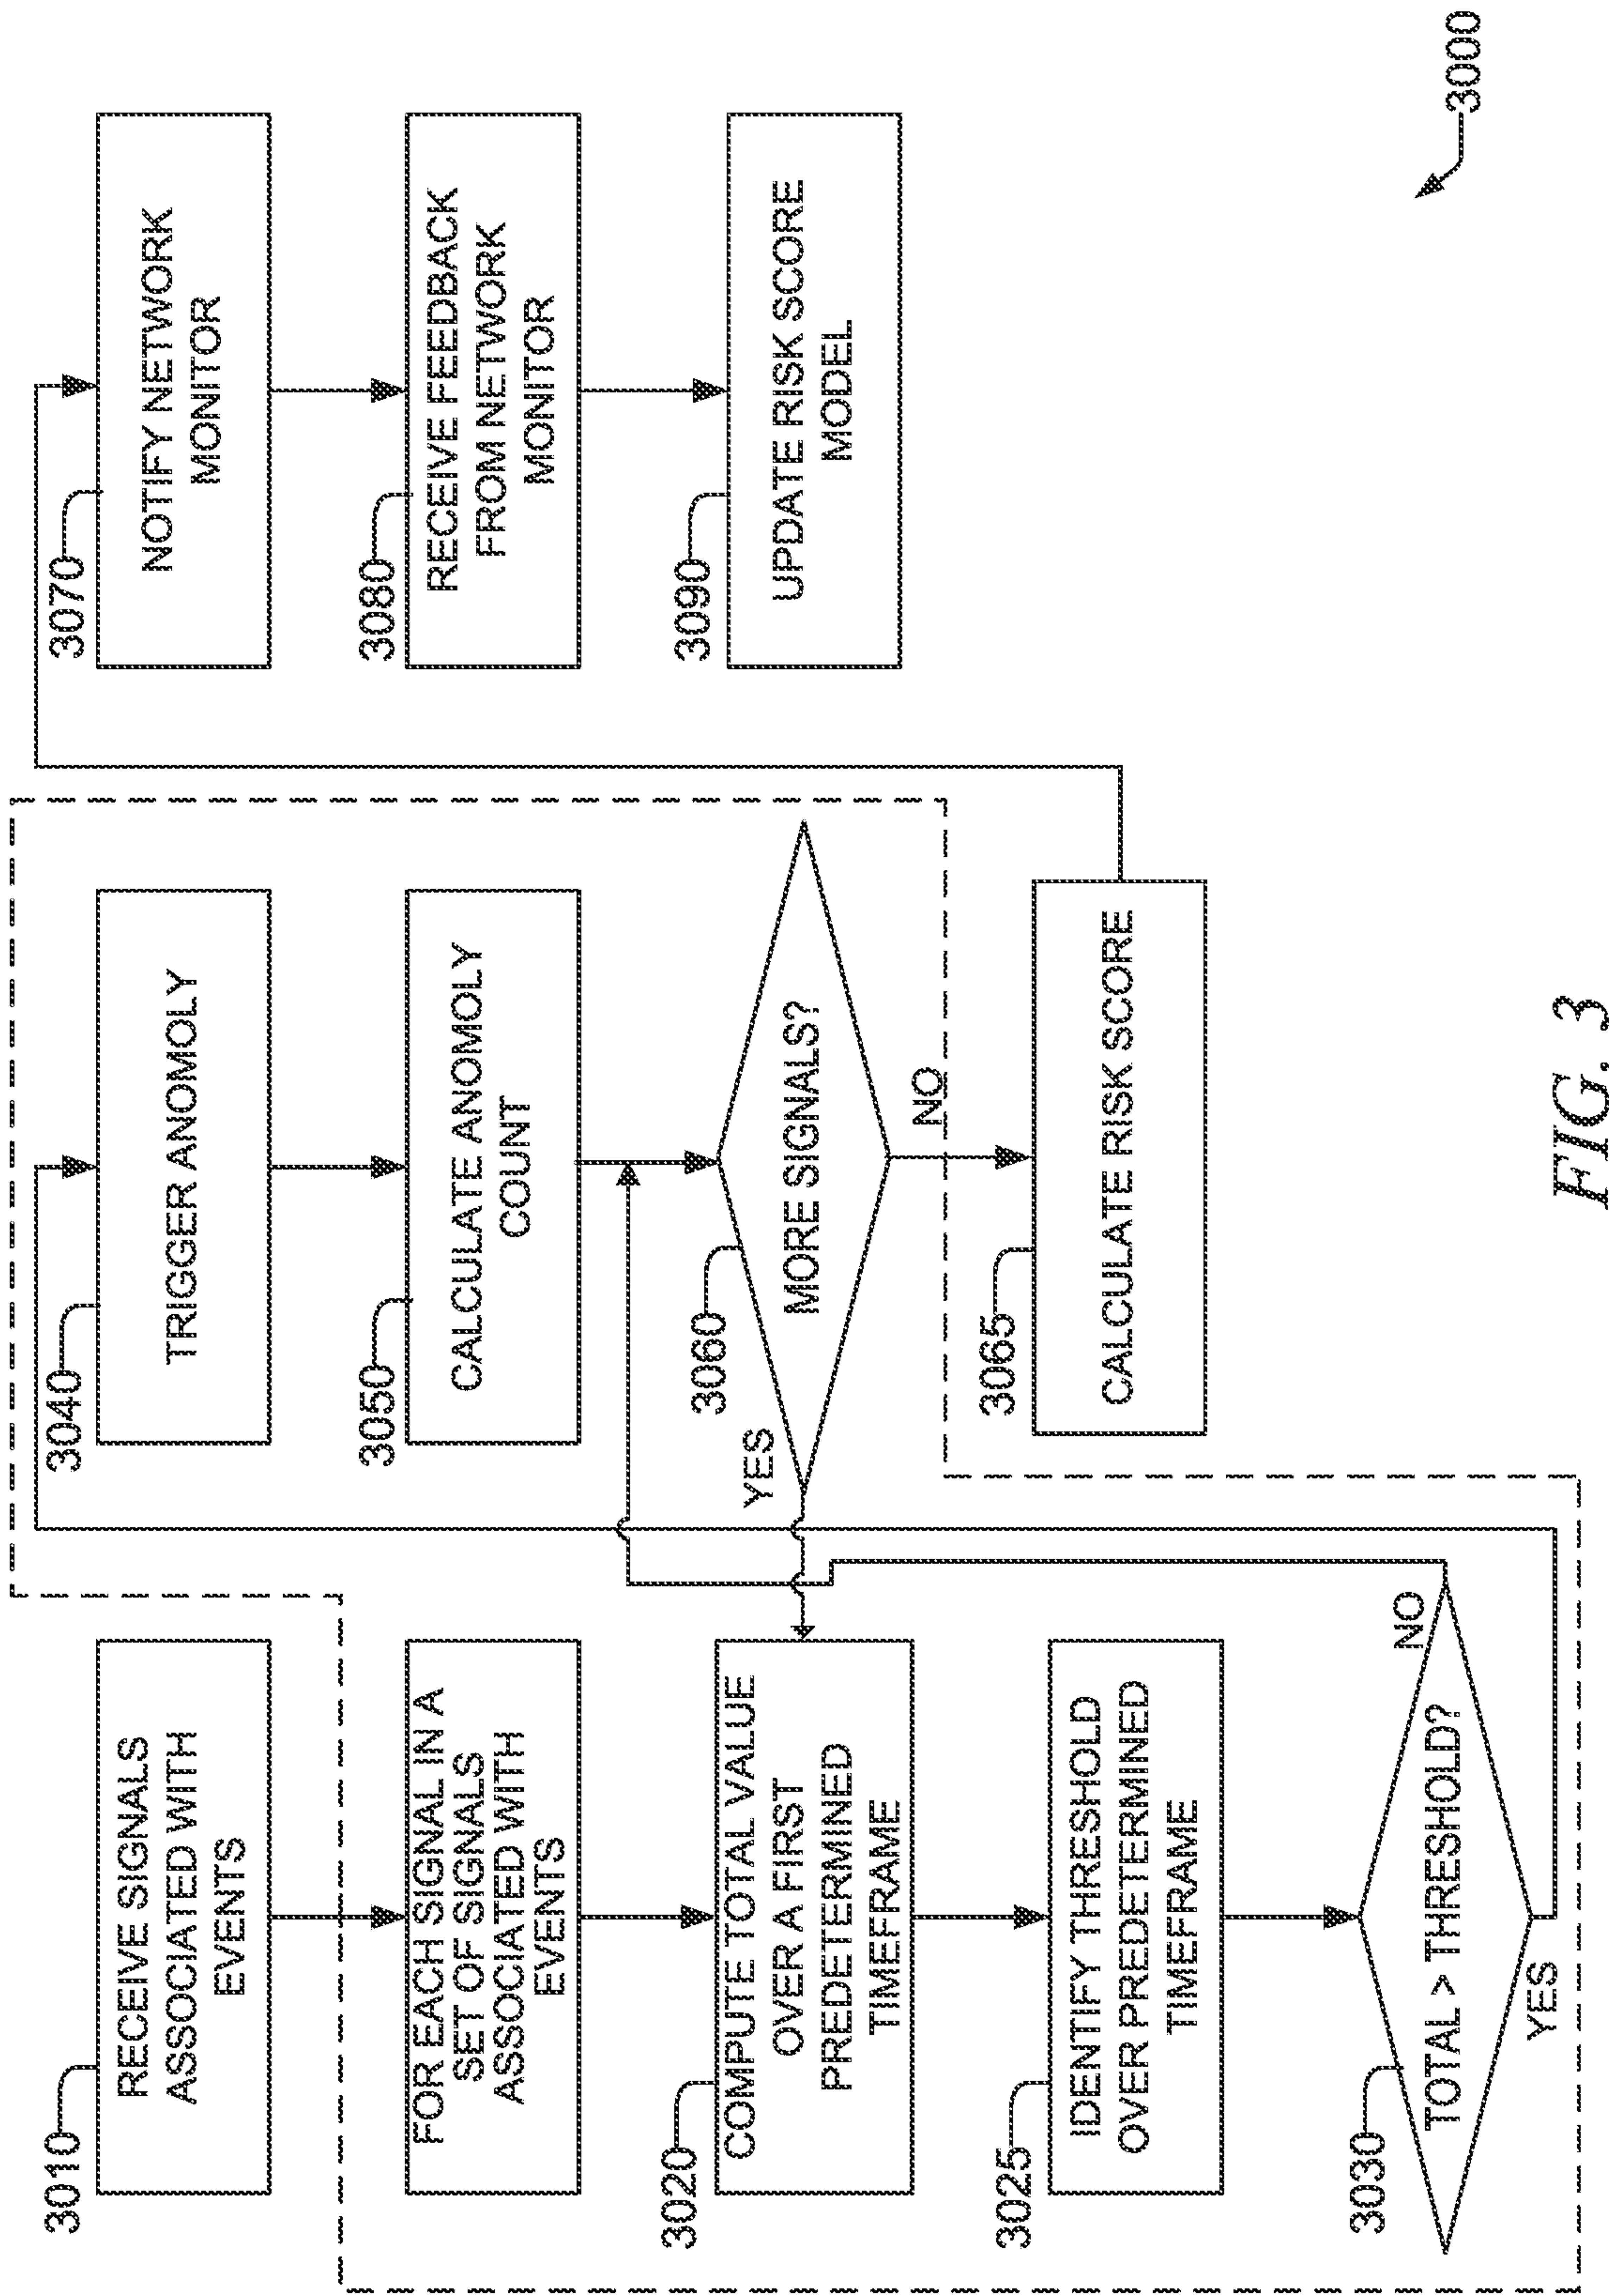 3010
RECEIVE SIGNALS
ASSOCIATED WITH
EVENTS
FOR EACH SIGNAL IN A
SET OF SIGNALS
ASSOCIATED WITH
EVENTS
3020
COMPUTE TOTAL VALUE
OVER A FIRST
PREDETERMINED
TIMEFRAME
3025
IDENTIFY THRESHOLD
OVER PREDETERMINED
TIMEFRAME
3030
TOTAL > THRESHOLD?
NO
YES
3040
TRIGGER ANOMOLY
3050
CALCULATE ANOMOLY
COUNT
3060
MORE SIGNALS?
YES
NO
3065
CALCULATE RISK SCORE
3070
NOTIFY NETWORK
MONITOR
3080
RECEIVE FEEDBACK
FROM NETWORK
MONITOR
3090
UPDATE RISK SCORE
MODEL
3000
FIG. 3